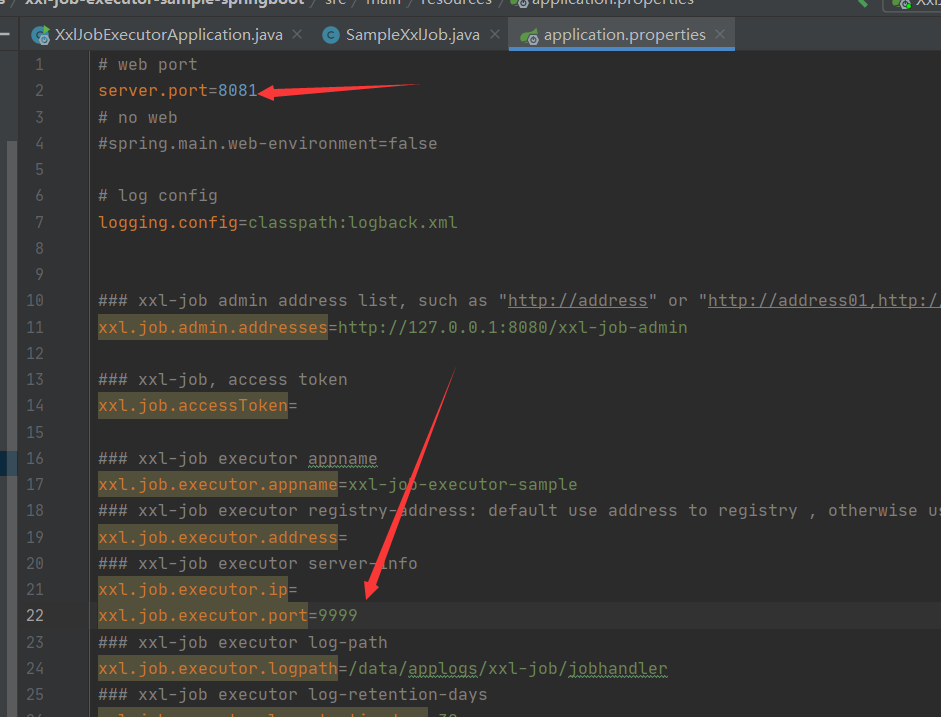 xxl-job-executor-sample-springboot / src / main / resources / application.properties
XxlJobExecutorApplication.java SampleXxlJob.java application.properties
1 # web port
2 server.port=8081
3 # no web
4 #spring.main.web-environment=false
5
6 # log config
7 logging.config=classpath:logback.xml
8
9
10 ### xxl-job admin address list, such as "http://address" or "http://address01,http:/
11 xxl.job.admin.addresses=http://127.0.0.1:8080/xxl-job-admin
12
13 ### xxl-job, access token
14 xxl.job.accessToken=
15
16 ### xxl-job executor appname
17 xxl.job.executor.appname=xxl-job-executor-sample
18 ### xxl-job executor registry-address: default use address to registry , otherwise us
19 xxl.job.executor.address=
20 ### xxl-job executor server-info
21 xxl.job.executor.ip=
22 xxl.job.executor.port=9999
23 ### xxl-job executor log-path
24 xxl.job.executor.logpath=/data/applogs/xxl-job/jobhandler
25 ### xxl-job executor log-retention-days